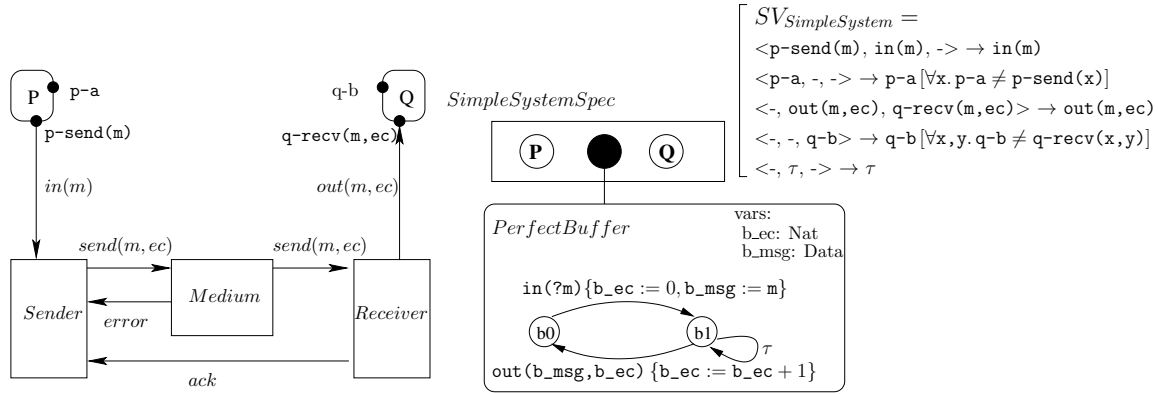 P
p-a
p-send(m)
in(m)
q-b
Q
q-recv(m,ec)
out(m, ec)
send(m, ec)
send(m, ec)
Sender
Medium
Receiver
error
ack
SimpleSystemSpec
P
Q
PerfectBuffer
vars:
b_ec: Nat
b_msg: Data
in(?m){b_ec := 0, b_msg := m}
b0
b1
τ
out(b_msg,b_ec) {b_ec := b_ec + 1}
SV_SimpleSystem =
<p-send(m), in(m), -> → in(m)
<p-a, -, -> → p-a [∀x. p-a ≠ p-send(x)]
<-, out(m,ec), q-recv(m,ec)> → out(m,ec)
<-, -, q-b> → q-b [∀x,y. q-b ≠ q-recv(x,y)]
<-, τ, -> → τ